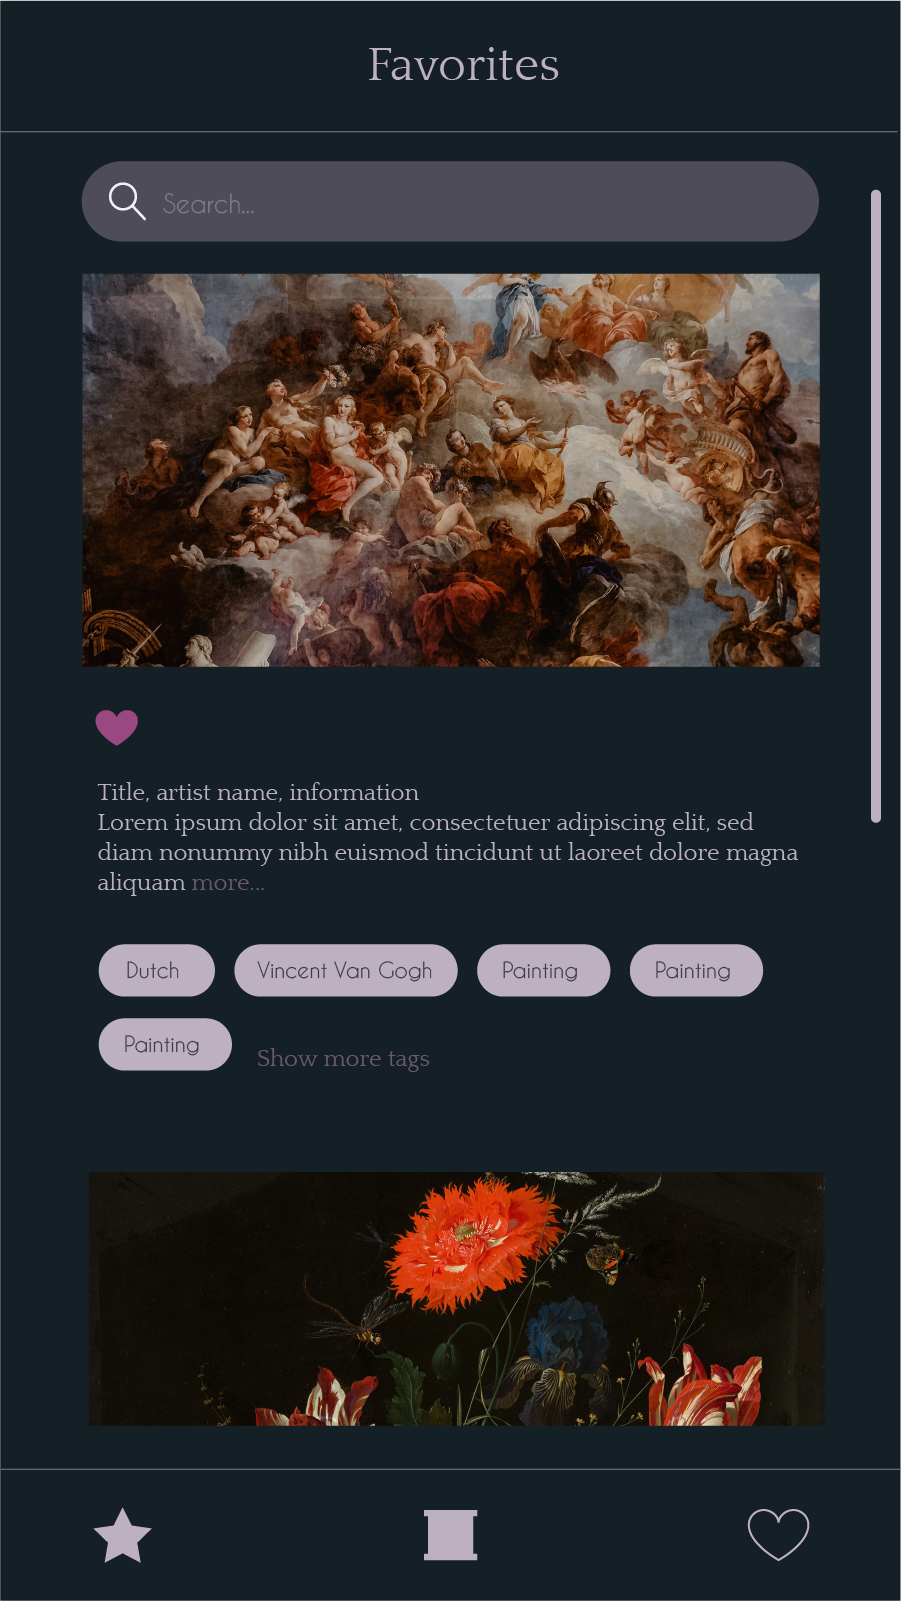 Favorites
Search...
Title, artist name, information
Lorem ipsum dolor sit amet, consectetuer adipiscing elit, sed
diam nonummy nibh euismod tincidunt ut laoreet dolore magna
aliquam more...
Dutch
Vincent Van Gogh
Painting
Painting
Painting
Show more tags